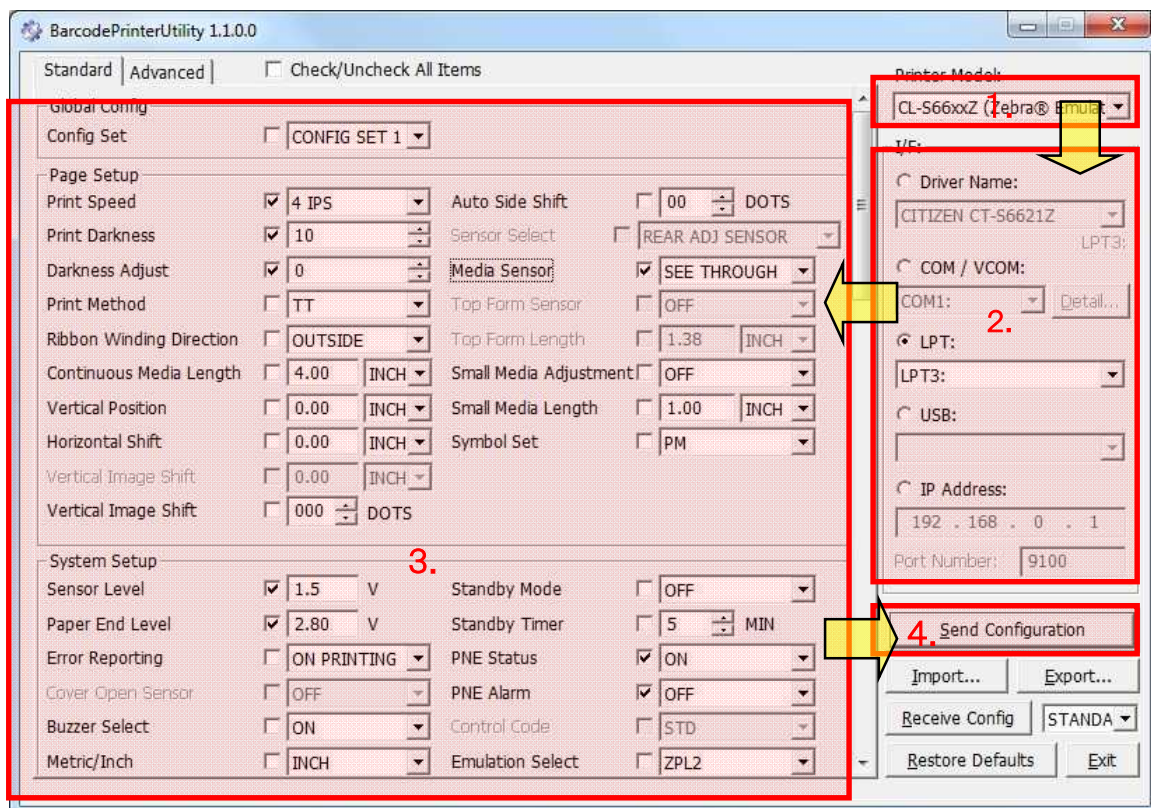 BarcodePrinterUtility 1.1.0.0
Standard Advanced Check/Uncheck All Items
Global Config
Config Set CONFIG SET 1
Page Setup
Print Speed 4 IPS Auto Side Shift 00 DOTS
Print Darkness 10 Sensor Select REAR ADJ SENSOR
Darkness Adjust 0 Media Sensor SEE THROUGH
Print Method TT Top Form Sensor OFF
Ribbon Winding Direction OUTSIDE Top Form Length 1.38 INCH
Continuous Media Length 4.00 INCH Small Media Adjustment OFF
Vertical Position 0.00 INCH Small Media Length 1.00 INCH
Horizontal Shift 0.00 INCH Symbol Set PM
Vertical Image Shift 0.00 INCH
Vertical Image Shift 000 DOTS
3.
System Setup
Sensor Level 1.5 V Standby Mode OFF
Paper End Level 2.80 V Standby Timer 5 MIN
Error Reporting ON PRINTING PNE Status ON
Cover Open Sensor OFF PNE Alarm OFF
Buzzer Select ON Control Code STD
Metric/Inch INCH Emulation Select ZPL2
Printer Model:
CL-S66xxZ (Zebra® Emulat
1.
I/F:
Driver Name:
CITIZEN CT-S6621Z
LPT3:
COM / VCOM:
COM1: Detail...
2.
LPT:
LPT3:
USB:
IP Address:
192 . 168 . 0 . 1
Port Number: 9100
4. Send Configuration
Import... Export...
Receive Config STANDA
Restore Defaults Exit